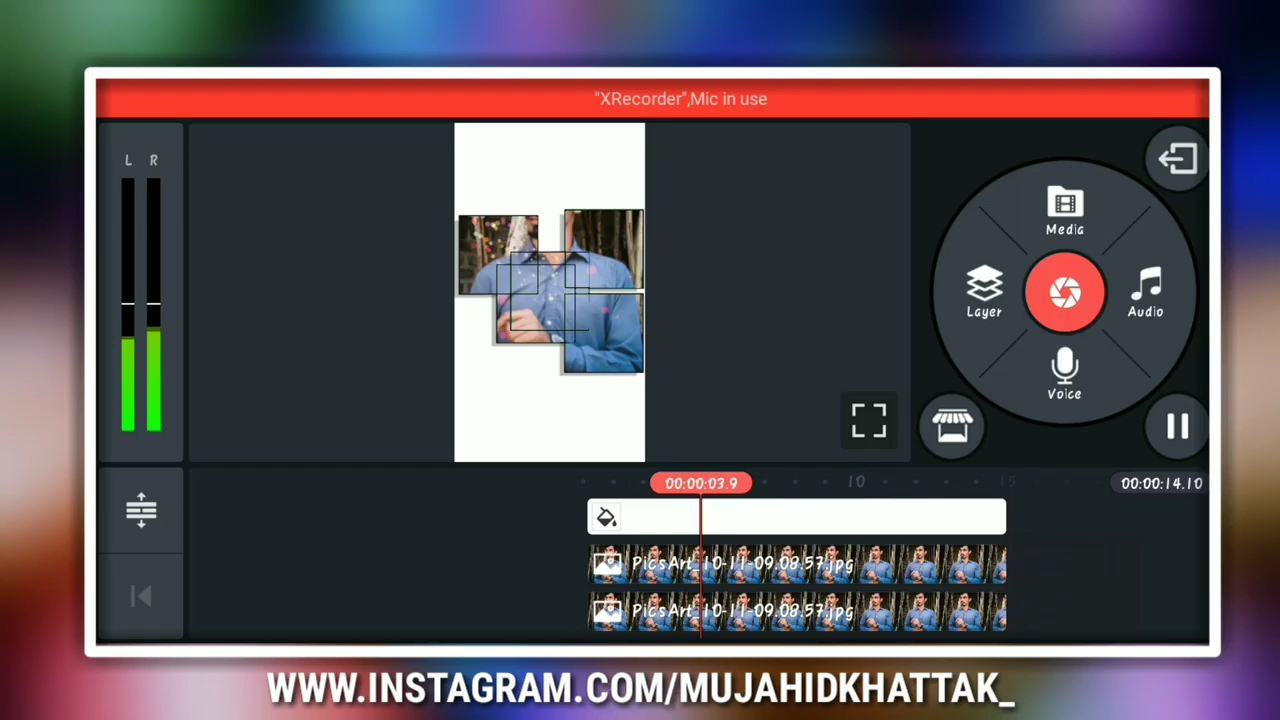 "XRecorder",Mic in use
L R
Media
Layer
Audio
Voice
00:00:03.9
10
15
00:00:14.10
PicsArt_10-11-09.08.57.jpg
PicsArt_10-11-09.08.57.jpg
WWW.INSTAGRAM.COM/MUJAHIDKHATTAK_